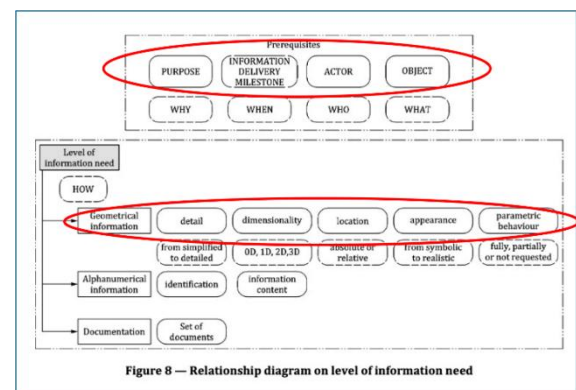 Prerequisites
PURPOSE
INFORMATION
DELIVERY
MILESTONE
ACTOR
OBJECT
WHY
WHEN
WHO
WHAT
Level of
information need
HOW
Geometrical
information
detail
dimensionality
location
appearance
parametric
behaviour
from simplified
to detailed
0D, 1D, 2D,3D
absolute or
relative
from symbolic
to realistic
fully, partially
or not requested
Alphanumerical
information
identification
information
content
Documentation
Set of
documents
Figure 8 — Relationship diagram on level of information need